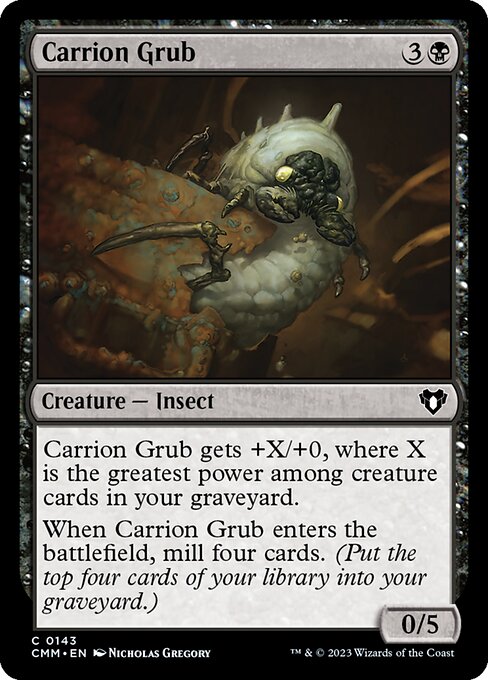 Carrion Grub 3
Creature — Insect
Carrion Grub gets +X/+0, where X
is the greatest power among creature
cards in your graveyard.
When Carrion Grub enters the
battlefield, mill four cards. (Put the
top four cards of your library into your
graveyard.)
0/5
C 0143
CMM • EN Nicholas Gregory
™ & © 2023 Wizards of the Coast